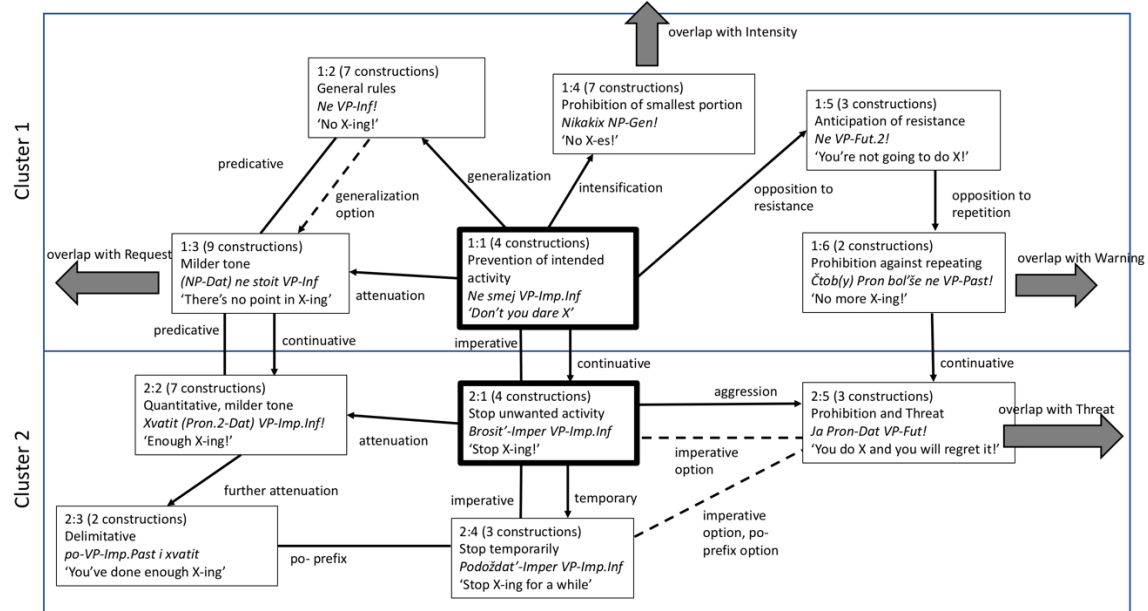 Cluster 1
overlap with Intensity
1:2 (7 constructions)
General rules
Ne VP-Inf!
‘No X-ing!’
1:4 (7 constructions)
Prohibition of smallest portion
Nikakix NP-Gen!
‘No X-es!’
1:5 (3 constructions)
Anticipation of resistance
Ne VP-Fut.2!
‘You’re not going to do X!’
predicative
generalization
option
generalization
intensification
opposition to
resistance
opposition to
repetition
overlap with Request
1:3 (9 constructions)
Milder tone
(NP-Dat) ne stoit VP-Inf
‘There’s no point in X-ing’
attenuation
1:1 (4 constructions)
Prevention of intended
activity
Ne smej VP-Imp.Inf
‘Don’t you dare X’
1:6 (2 constructions)
Prohibition against repeating
Čtob(y) Pron bol’še ne VP-Past!
‘No more X-ing!’
overlap with Warning
predicative
continuative
imperative
continuative
continuative
Cluster 2
2:2 (7 constructions)
Quantitative, milder tone
Xvatit (Pron.2-Dat) VP-Imp.Inf!
‘Enough X-ing!’
attenuation
2:1 (4 constructions)
Stop unwanted activity
Brosit’-Imper VP-Imp.Inf
‘Stop X-ing!’
aggression
imperative
option
2:5 (3 constructions)
Prohibition and Threat
Ja Pron-Dat VP-Fut!
‘You do X and you will regret it!’
overlap with Threat
further attenuation
imperative
temporary
imperative
option, po-
prefix option
2:3 (2 constructions)
Delimitative
po-VP-Imp.Past i xvatit
‘You’ve done enough X-ing’
po- prefix
2:4 (3 constructions)
Stop temporarily
Podoždat’-Imper VP-Imp.Inf
‘Stop X-ing for a while’